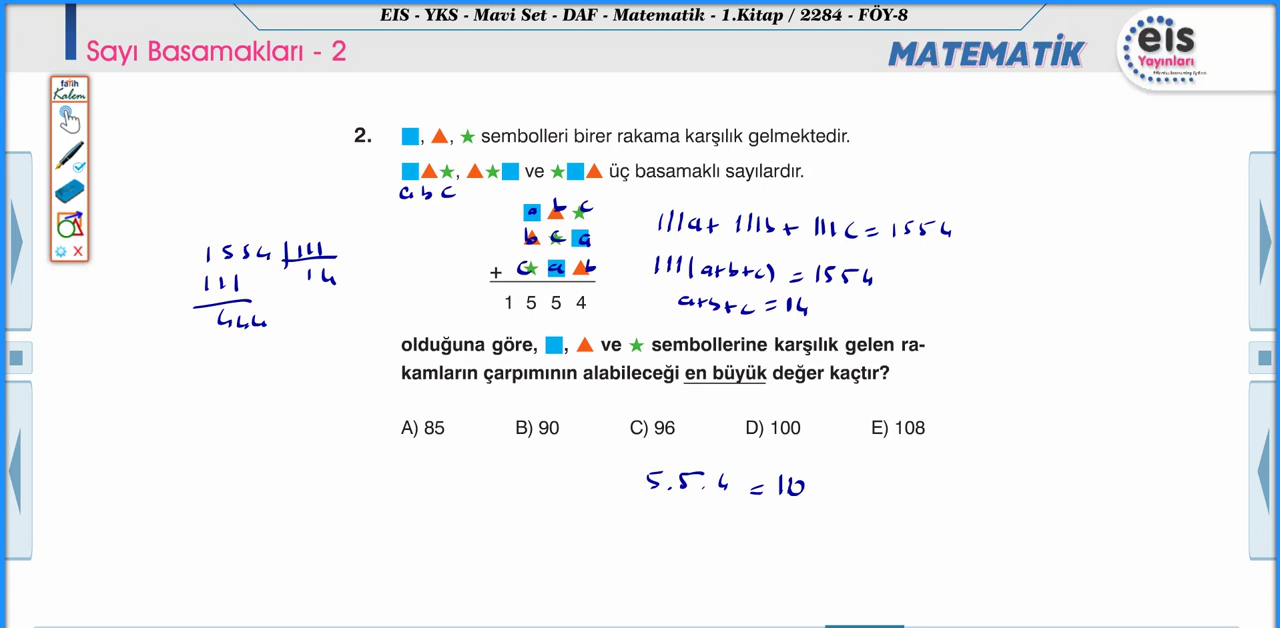 EIS - YKS - Mavi Set - DAF - Matematik - 1.Kitap / 2284 - FÖY-8
Sayı Basamakları - 2
MATEMATİK
eis
Yayınları
fatih
Kalem
2. ■, ▲, ★ sembolleri birer rakama karşılık gelmektedir.
■▲★, ▲★■ ve ★■▲ üç basamaklı sayılardır.
a b c
a b c
b c a
+ c a b
1 5 5 4
111a + 111b + 111c = 1554
111(a+b+c) = 1554
a+b+c = 14
1554 111
111 14
444
olduğuna göre, ■, ▲ ve ★ sembollerine karşılık gelen ra-
kamların çarpımının alabileceği en büyük değer kaçtır?
A) 85 B) 90 C) 96 D) 100 E) 108
5.5.4 = 10